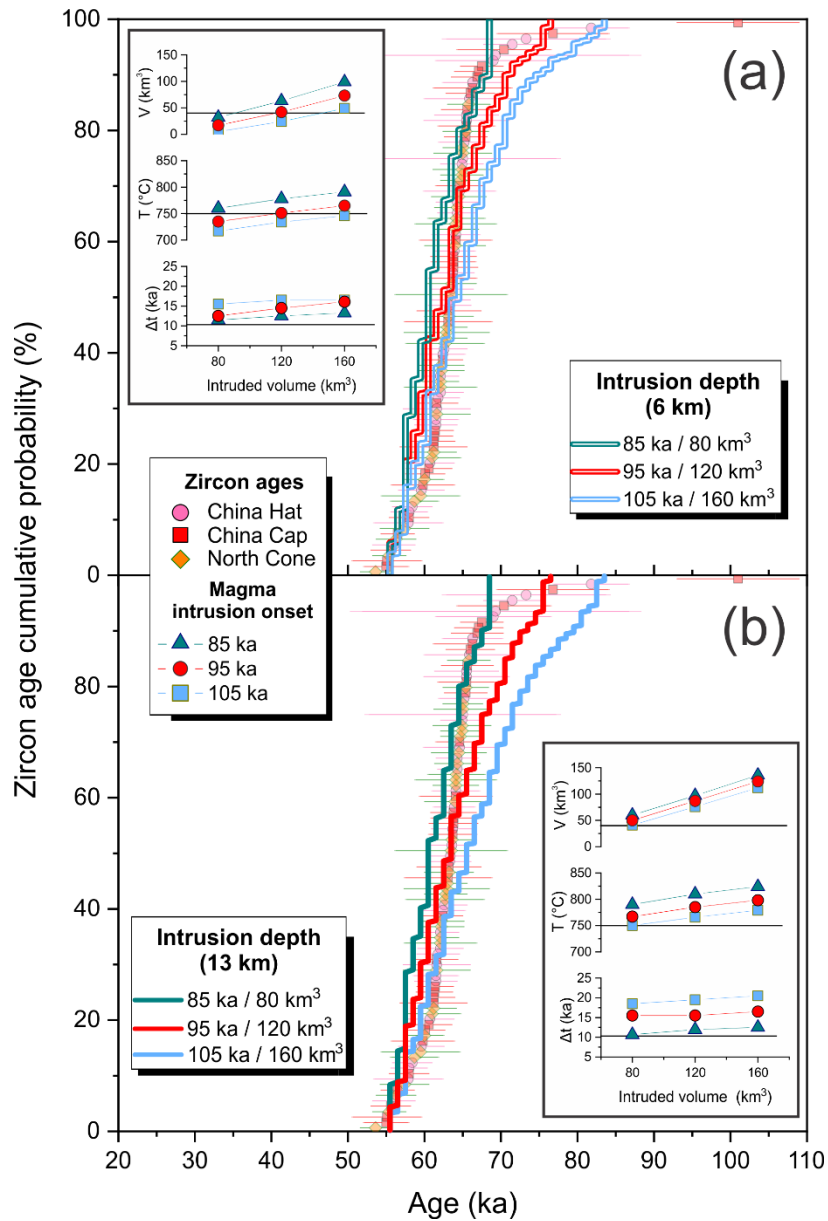 Zircon age cumulative probability (%)
100
80
60
40
20
0
(a)
V (km³)
150
100
50
0
T (°C)
850
800
750
700
Δt (ka)
25
20
15
10
5
80 120 160
Intruded volume (km³)
Intrusion depth
(6 km)
85 ka / 80 km³
95 ka / 120 km³
105 ka / 160 km³
Zircon ages
China Hat
China Cap
North Cone
Magma
intrusion onset
85 ka
95 ka
105 ka
(b)
80
60
40
20
0
Intrusion depth
(13 km)
85 ka / 80 km³
95 ka / 120 km³
105 ka / 160 km³
V (km³)
150
100
50
0
T (°C)
850
800
750
700
Δt (ka)
25
20
15
10
5
80 120 160
Intruded volume (km³)
20 30 40 50 60 70 80 90 100 110
Age (ka)